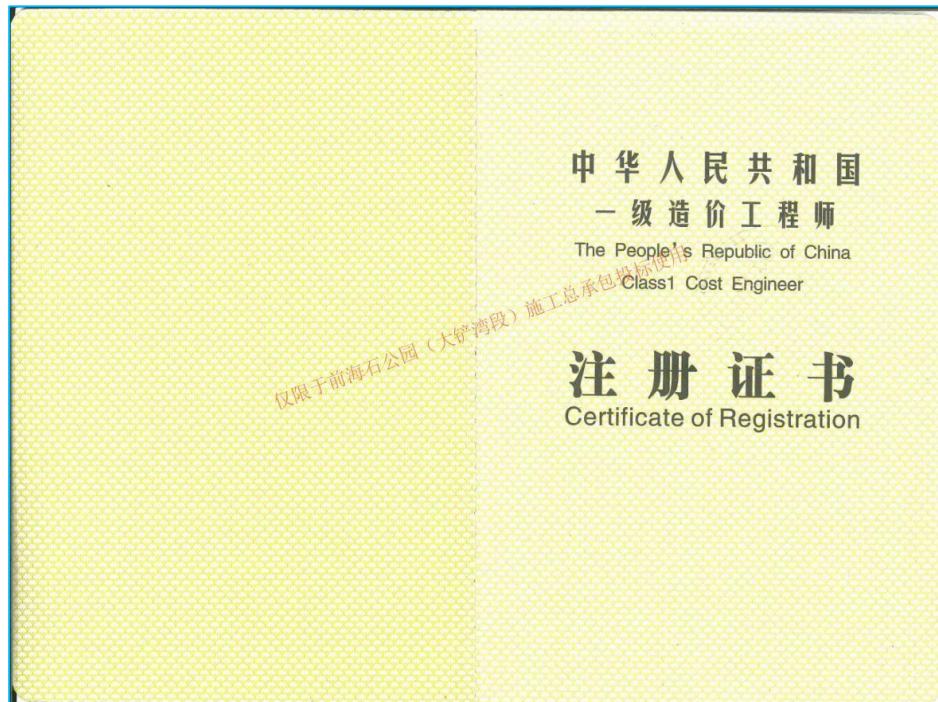 中华人民共和国
一级造价工程师
The People's Republic of China
Class1 Cost Engineer
仅限于前海石公园（大铲湾段）施工总承包投标使用
注册证书
Certificate of Registration